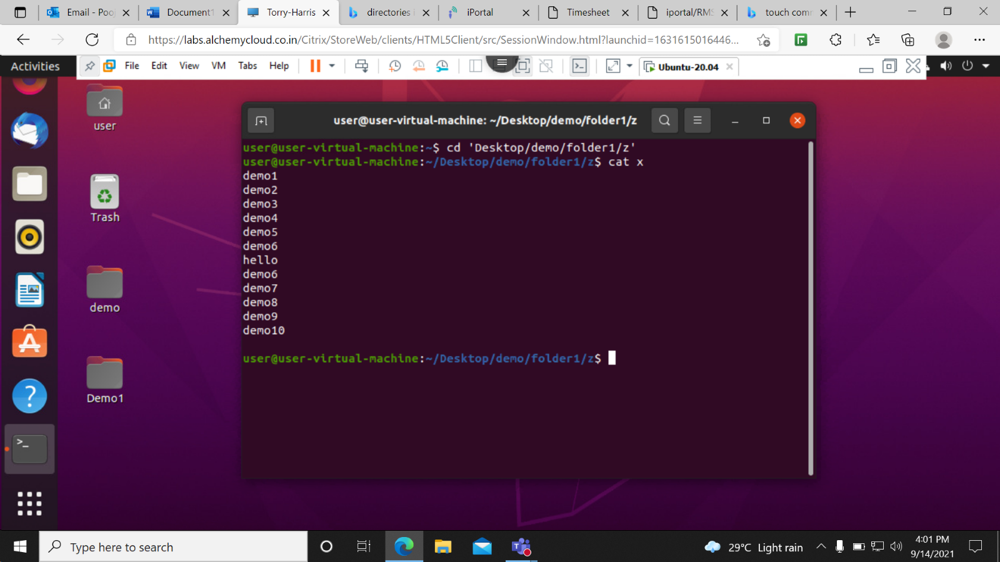 Email - Pooj
Document1
Torry-Harris
directories i
iPortal
Timesheet
iportal/RMS
touch comm
https://labs.alchemycloud.co.in/Citrix/StoreWeb/clients/HTML5Client/src/SessionWindow.html?launchid=1631615016446...
Activities
File Edit View VM Tabs Help
Ubuntu-20.04
user
Trash
demo
Demo1
user@user-virtual-machine: ~/Desktop/demo/folder1/z
user@user-virtual-machine:~$ cd 'Desktop/demo/folder1/z'
user@user-virtual-machine:~/Desktop/demo/folder1/z$ cat x
demo1
demo2
demo3
demo4
demo5
demo6
hello
demo6
demo7
demo8
demo9
demo10
user@user-virtual-machine:~/Desktop/demo/folder1/z$
Type here to search
29°C Light rain
4:01 PM
9/14/2021